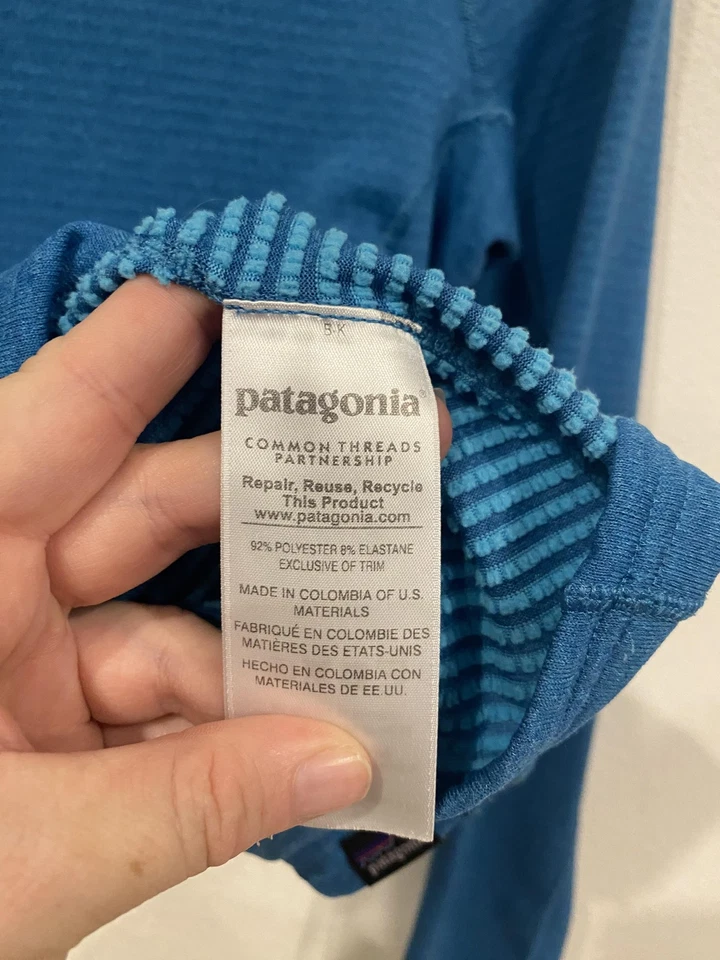 B-K
patagonia®
COMMON THREADS
PARTNERSHIP
Repair, Reuse, Recycle
This Product
www.patagonia.com
92% POLYESTER 8% ELASTANE
EXCLUSIVE OF TRIM
MADE IN COLOMBIA OF U.S.
MATERIALS
FABRIQUÉ EN COLOMBIE DES
MATIÈRES DES ETATS-UNIS
HECHO EN COLOMBIA CON
MATERIALES DE EE.UU.
patagonia